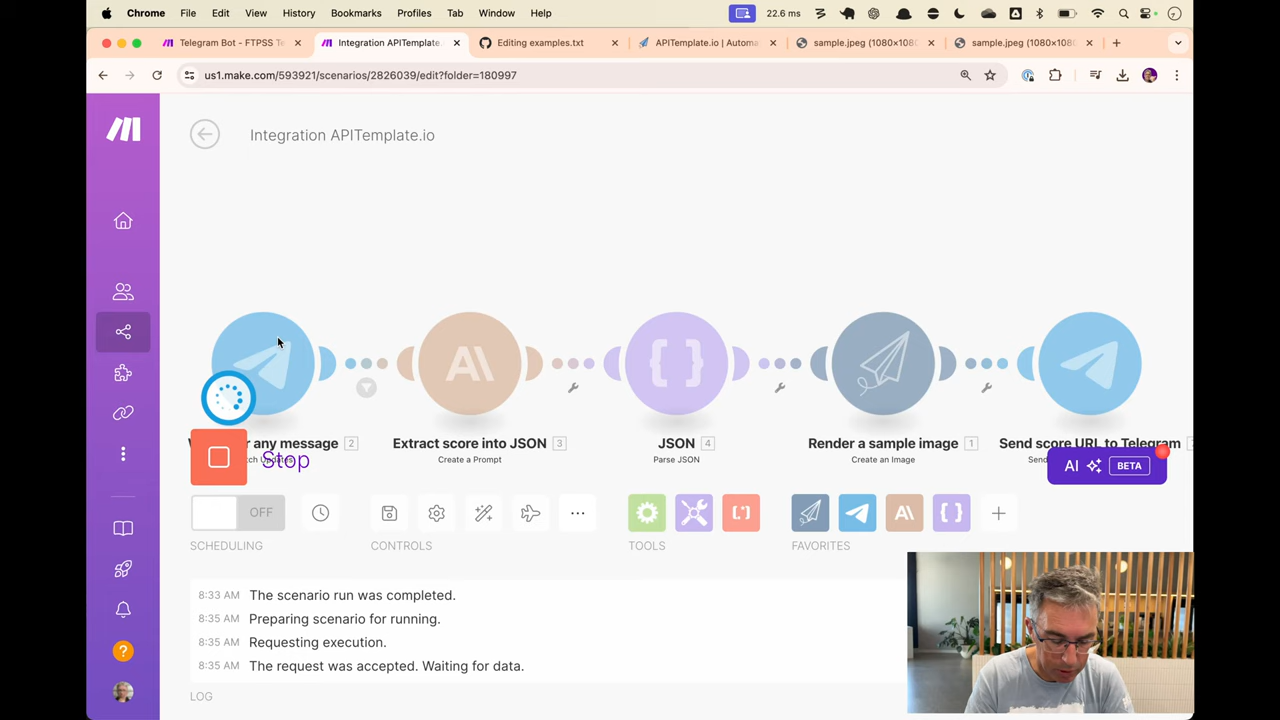 Chrome File Edit View History Bookmarks Profiles Tab Window Help 22.6 ms
Telegram Bot - FTPSS Te
Integration APITemplate.
Editing examples.txt
APITemplate.io | Automa
sample.jpeg (1080×1080
sample.jpeg (1080×1080
us1.make.com/593921/scenarios/2826039/edit?folder=180997
Integration APITemplate.io
any message 2
Extract score into JSON 3
Create a Prompt
JSON 4
Parse JSON
Render a sample image 1
Create an Image
Send score URL to Telegram
Stop
AI BETA
OFF
SCHEDULING
CONTROLS
TOOLS
FAVORITES
8:33 AM The scenario run was completed.
8:35 AM Preparing scenario for running.
8:35 AM Requesting execution.
8:35 AM The request was accepted. Waiting for data.
LOG